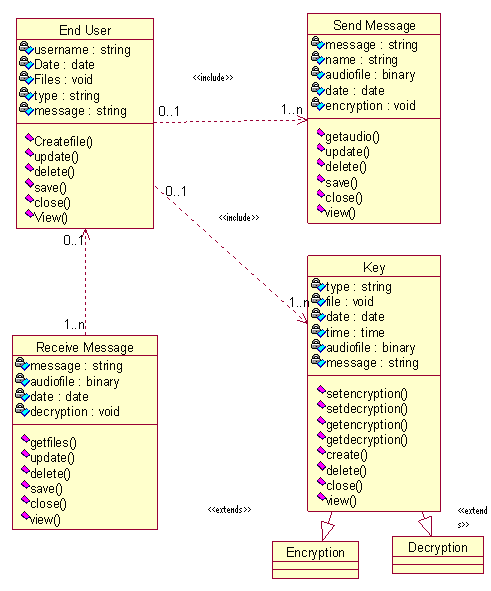 End User
username : string
Date : date
Files : void
type : string
message : string
Createfile()
update()
delete()
save()
close()
View()
<<include>>
0..1
1..n
Send Message
message : string
name : string
audiofile : binary
date : date
encryption : void
getaudio()
update()
delete()
save()
close()
view()
0..1
<<include>>
1..n
0..1
1..n
Receive Message
message : string
audiofile : binary
date : date
decryption : void
getfiles()
update()
delete()
save()
close()
view()
Key
type : string
file : void
date : date
time : time
audiofile : binary
message : string
setencryption()
setdecryption()
getencryption()
getdecryption()
create()
delete()
close()
view()
<<extends>>
<<extend
s>>
Encryption
Decryption